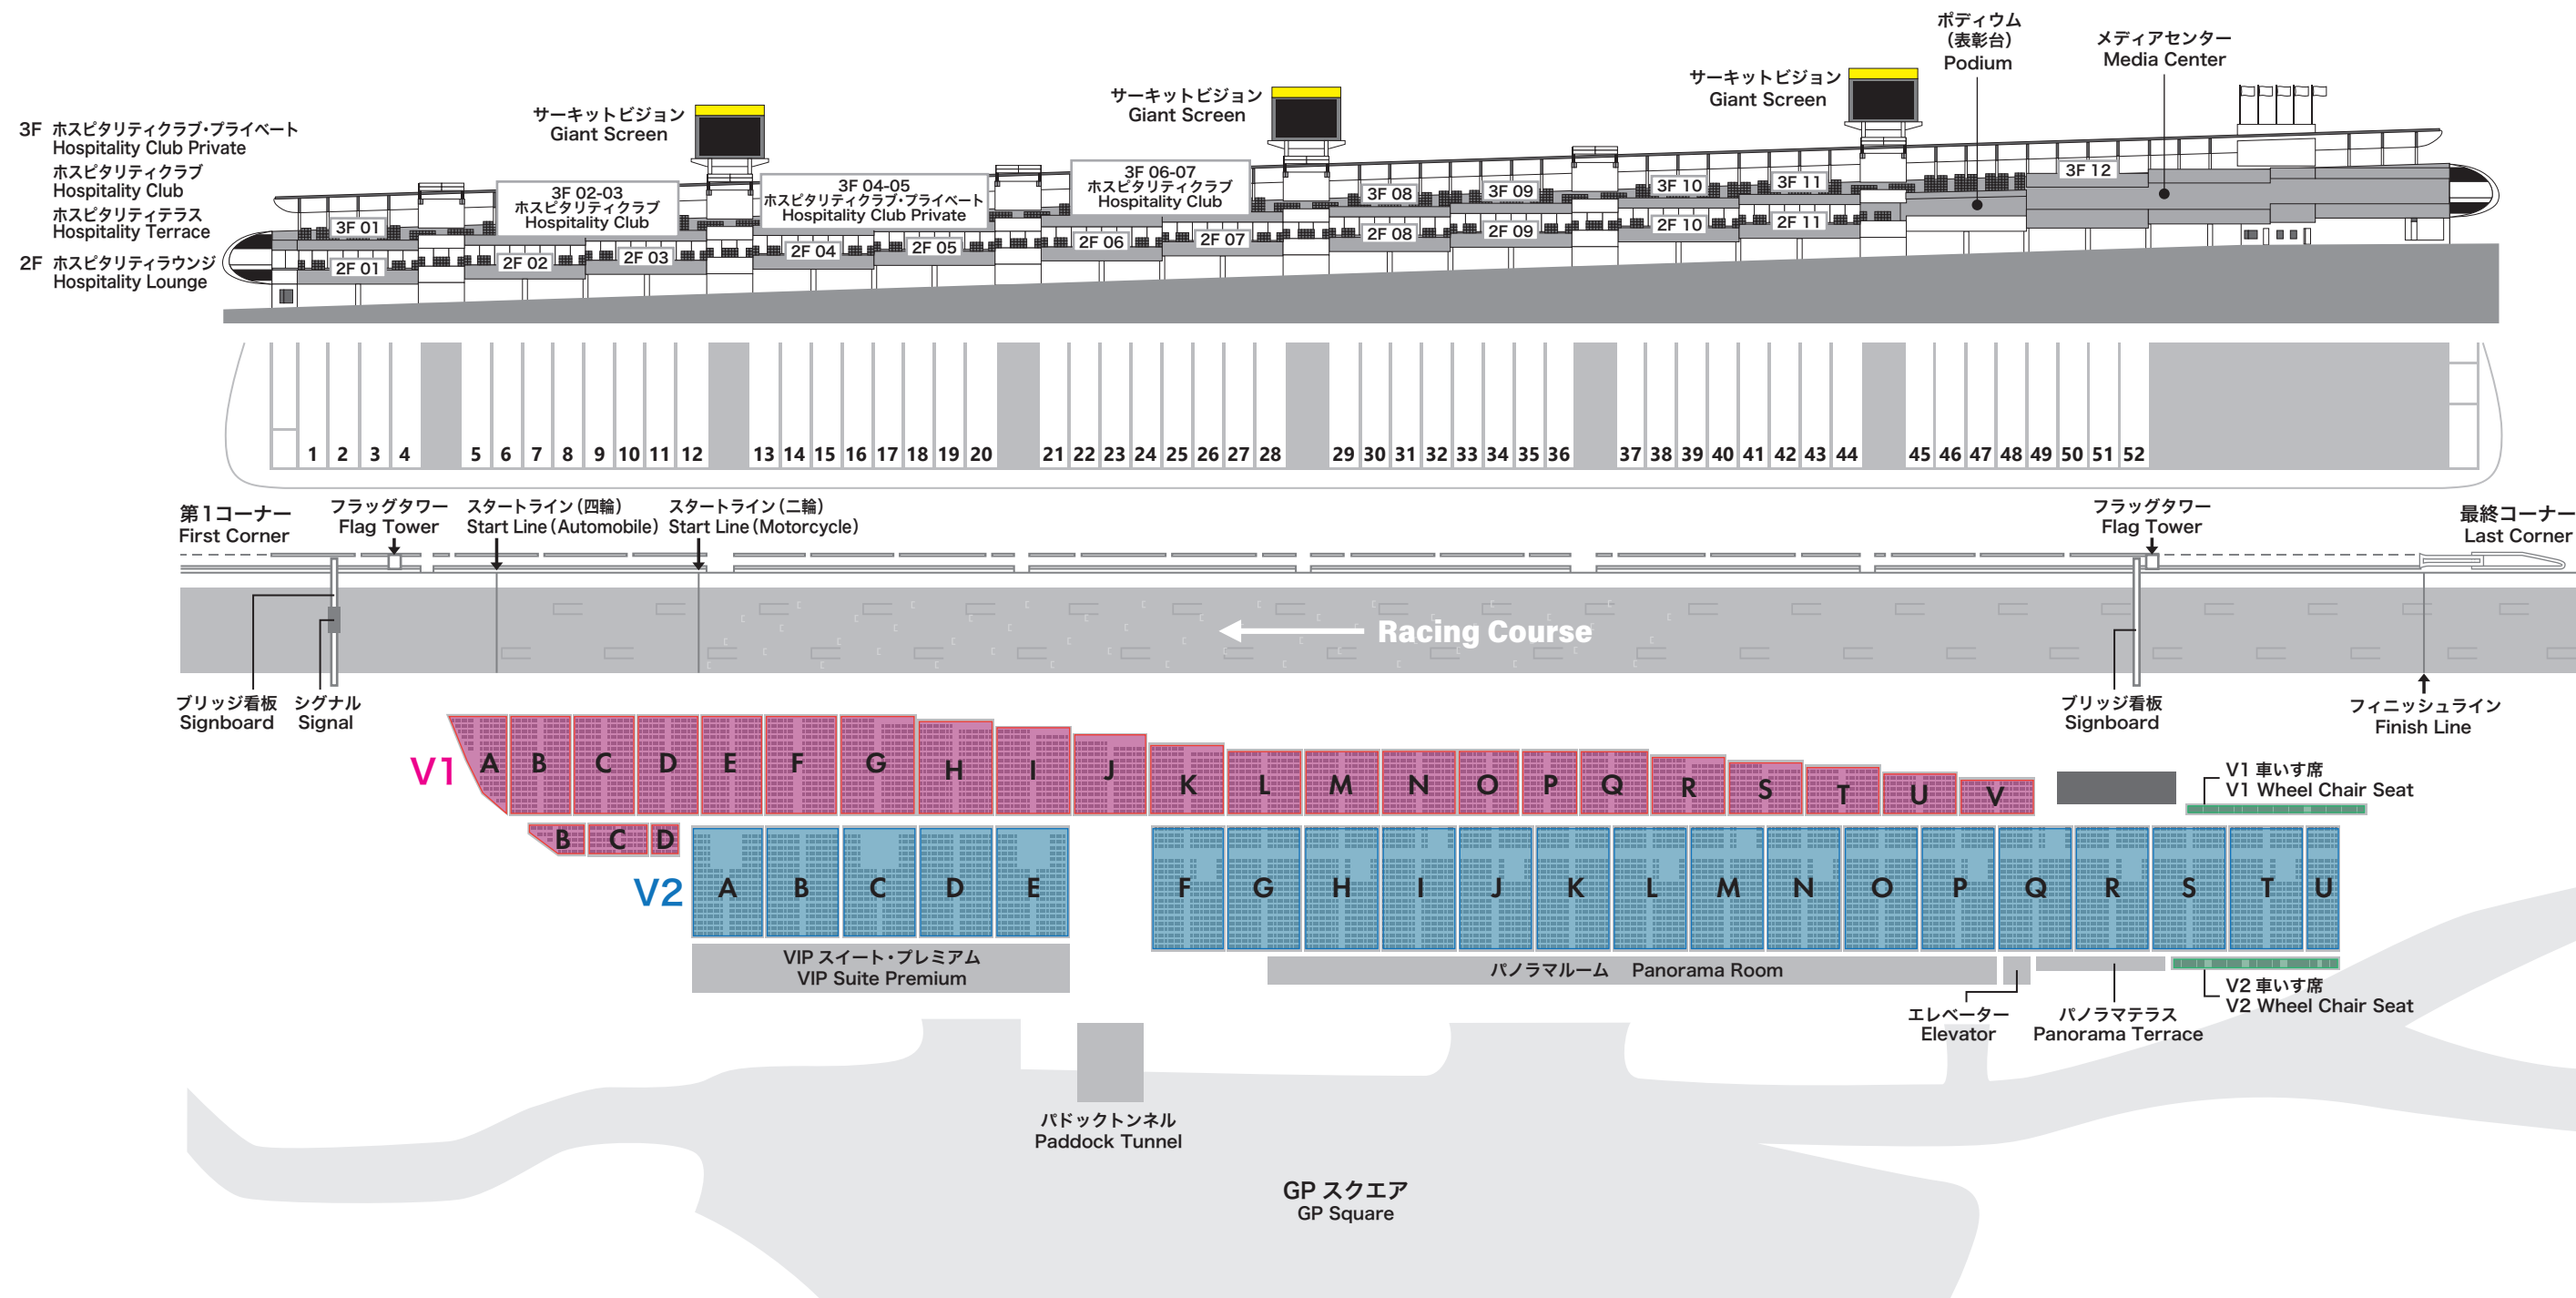 ポディウム
(表彰台)
Podium
メディアセンター
Media Center
サーキットビジョン
Giant Screen
サーキットビジョン
Giant Screen
サーキットビジョン
Giant Screen
3F ホスピタリティクラブ・プライベート
Hospitality Club Private
ホスピタリティクラブ
Hospitality Club
ホスピタリティテラス
Hospitality Terrace
2F ホスピタリティラウンジ
Hospitality Lounge
3F 01
3F 02-03
ホスピタリティクラブ
Hospitality Club
3F 04-05
ホスピタリティクラブ・プライベート
Hospitality Club Private
3F 06-07
ホスピタリティクラブ
Hospitality Club
3F 08
3F 09
3F 10
3F 11
3F 12
2F 01
2F 02
2F 03
2F 04
2F 05
2F 06
2F 07
2F 08
2F 09
2F 10
2F 11
1 2 3 4 5 6 7 8 9 10 11 12 13 14 15 16 17 18 19 20 21 22 23 24 25 26 27 28 29 30 31 32 33 34 35 36 37 38 39 40 41 42 43 44 45 46 47 48 49 50 51 52
第1コーナー
First Corner
フラッグタワー
Flag Tower
スタートライン(四輪)
Start Line(Automobile)
スタートライン(二輪)
Start Line(Motorcycle)
フラッグタワー
Flag Tower
最終コーナー
Last Corner
Racing Course
ブリッジ看板
Signboard
シグナル
Signal
ブリッジ看板
Signboard
フィニッシュライン
Finish Line
V1
A B C D E F G H I J K L M N O P Q R S T U V
B C D
V1 車いす席
V1 Wheel Chair Seat
V2
A B C D E F G H I J K L M N O P Q R S T U
VIP スイート・プレミアム
VIP Suite Premium
パノラマルーム Panorama Room
エレベーター
Elevator
パノラマテラス
Panorama Terrace
V2 車いす席
V2 Wheel Chair Seat
パドックトンネル
Paddock Tunnel
GP スクエア
GP Square